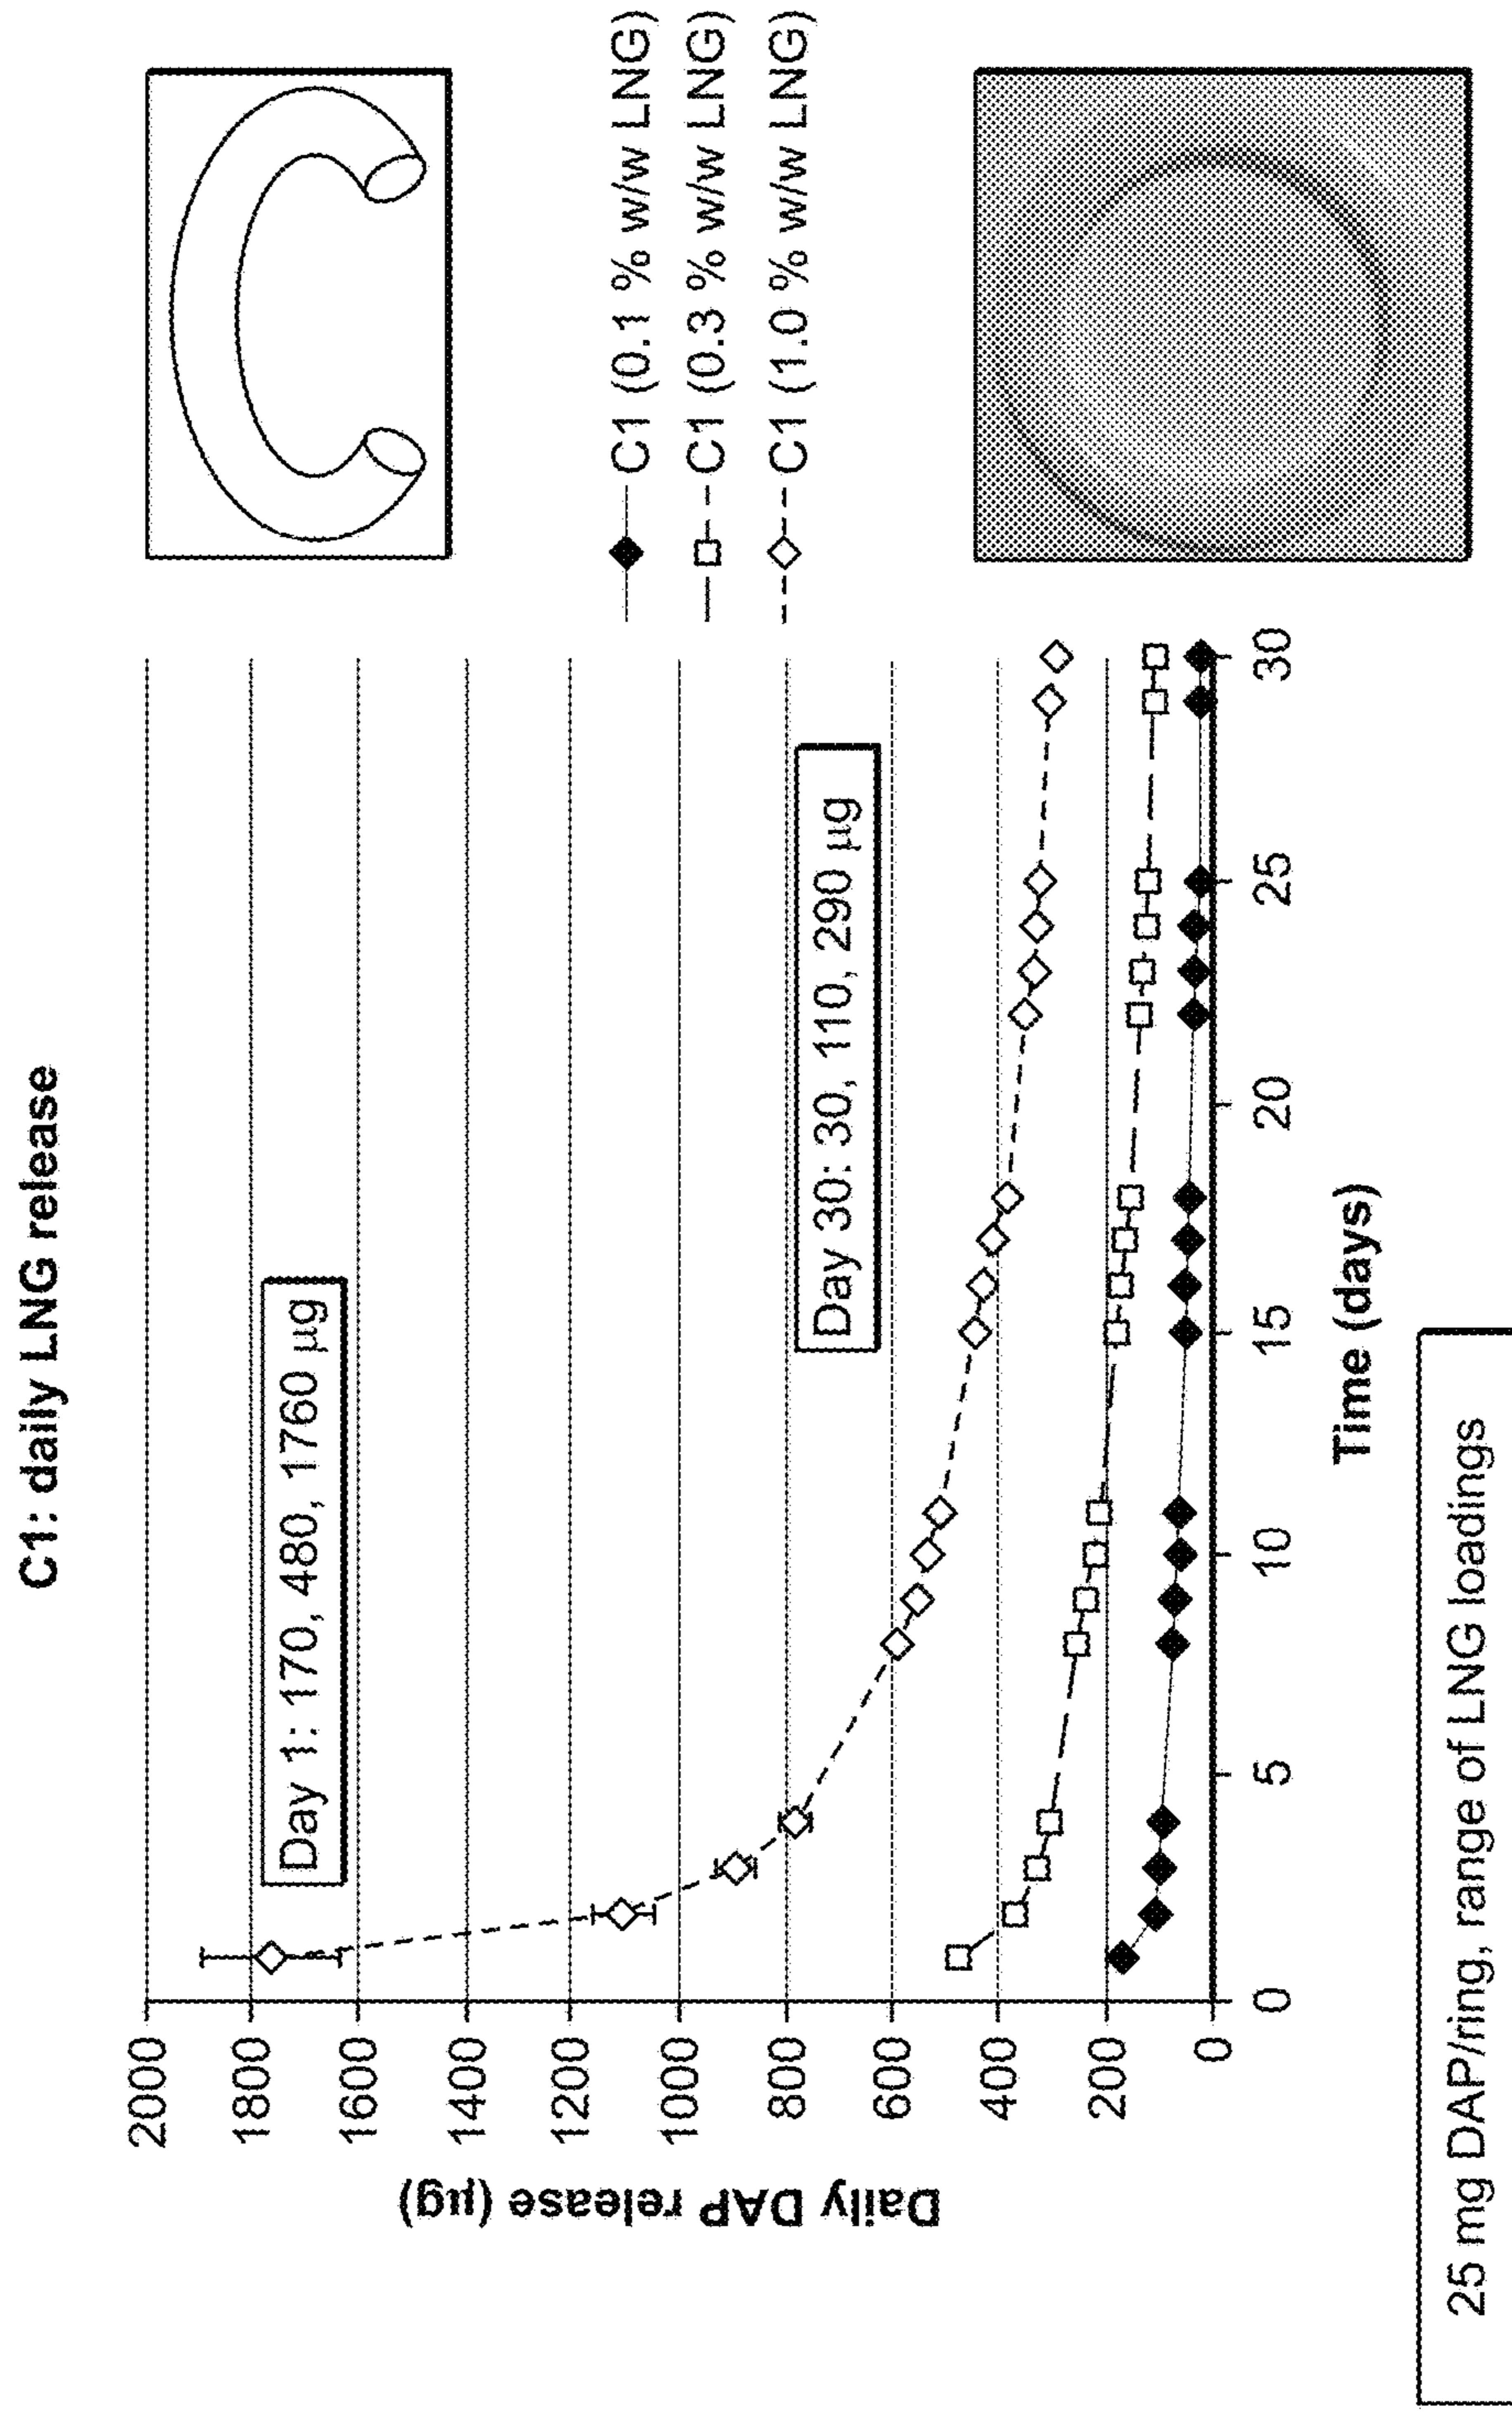 C1: daily LNG release
Daily DAP release (µg)
2000
1800
1600
1400
1200
1000
800
600
400
200
0
Day 1: 170, 480, 1760 µg
Day 30: 30, 110, 290 µg
0 5 10 15 20 25 30
Time (days)
C1 (0.1 % w/w LNG)
C1 (0.3 % w/w LNG)
C1 (1.0 % w/w LNG)
25 mg DAP/ring, range of LNG loadings